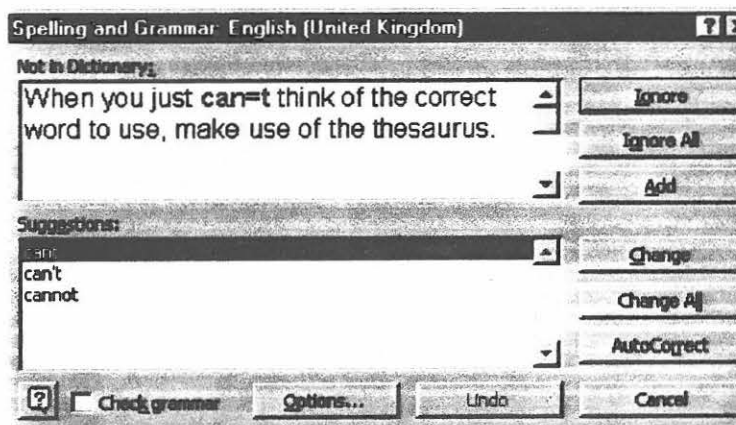 Spelling and Grammar: English (United Kingdom)
Not in Dictionary:
When you just can=t think of the correct
word to use, make use of the thesaurus.
Ignore
Ignore All
Add
Suggestions:
cant
can't
cannot
Change
Change All
AutoCorrect
Check grammar
Options...
Undo
Cancel